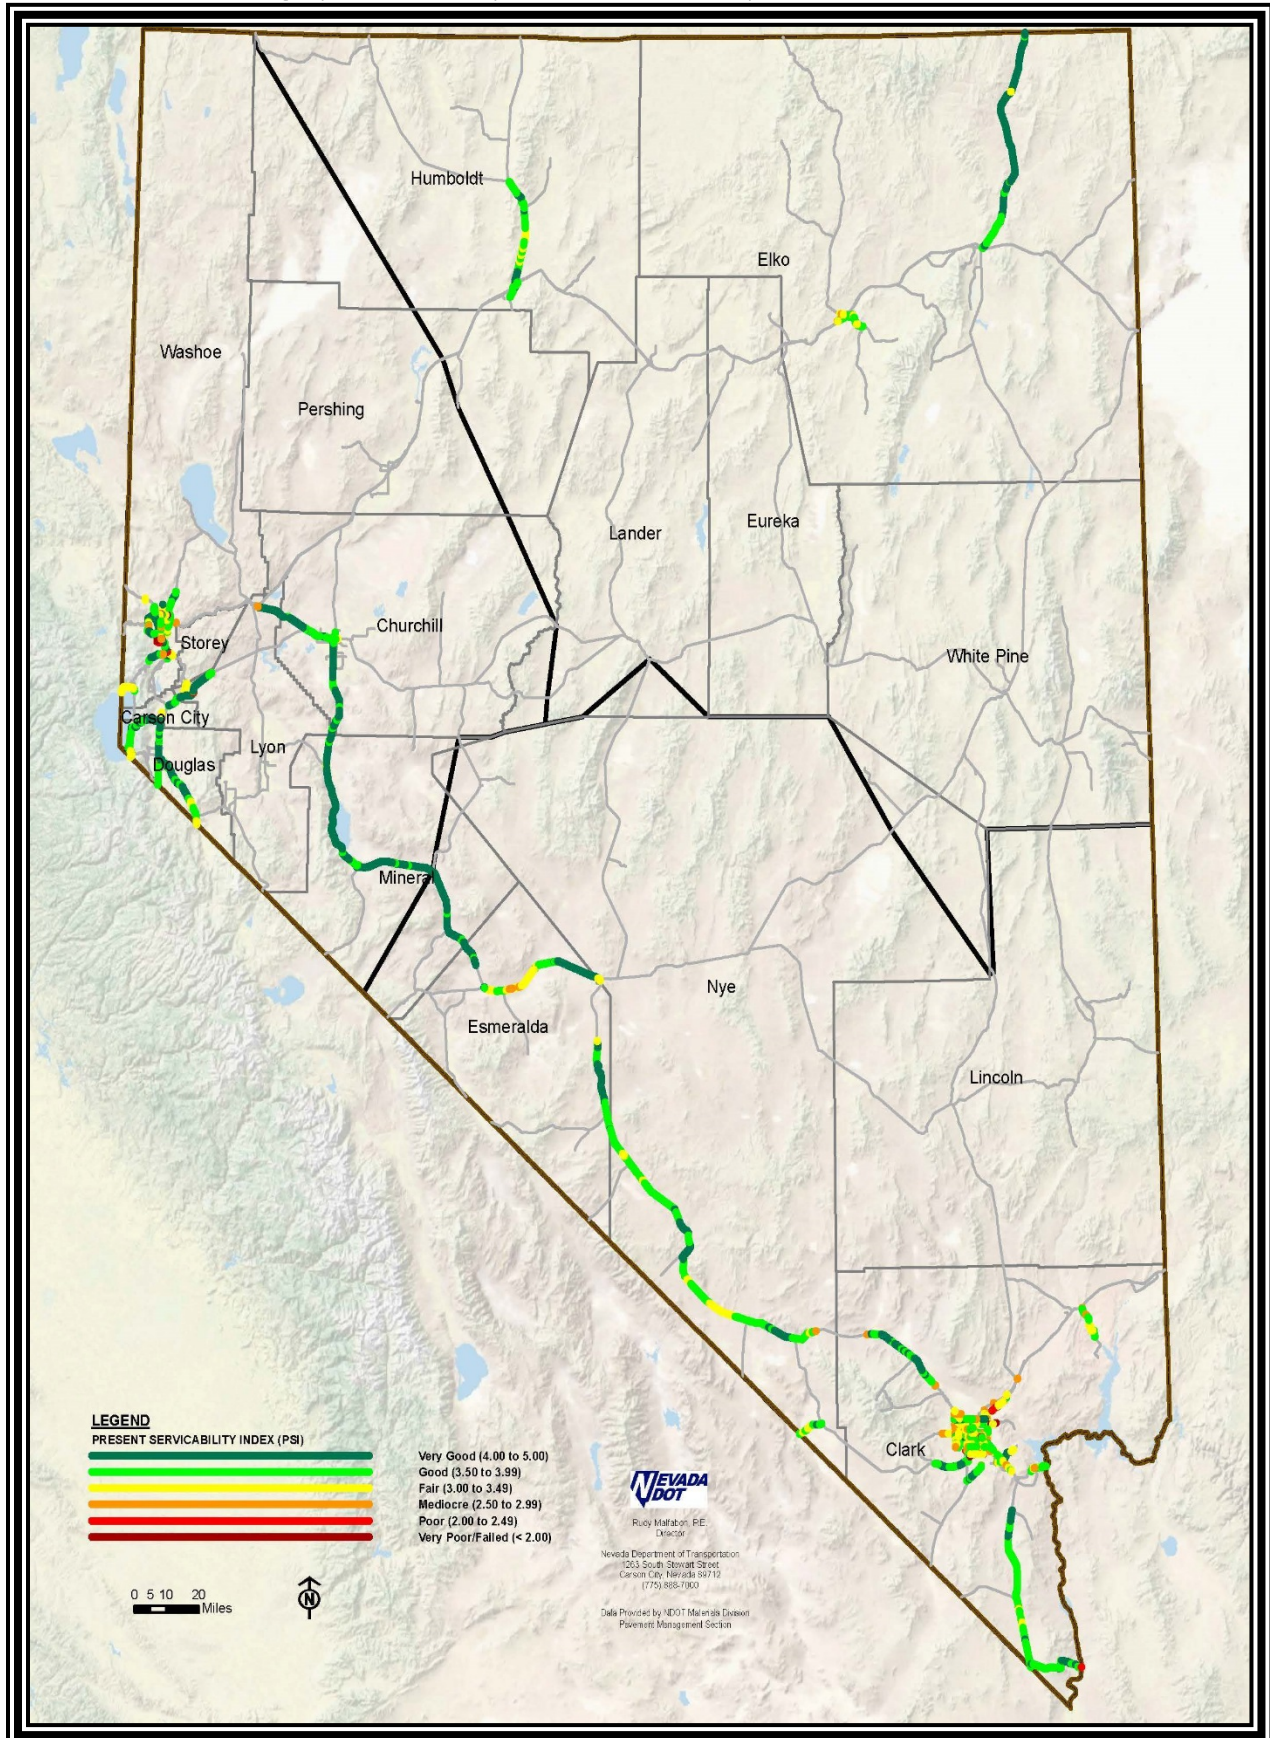 Humboldt
Elko
Washoe
Pershing
Lander
Eureka
Churchill
Storey
White Pine
Carson City
Lyon
Douglas
Mineral
Nye
Esmeralda
Lincoln
Clark
LEGEND
PRESENT SERVICABILITY INDEX (PSI)
Very Good (4.00 to 5.00)
Good (3.50 to 3.99)
Fair (3.00 to 3.49)
Mediocre (2.50 to 2.99)
Poor (2.00 to 2.49)
Very Poor/Failed (< 2.00)
0 5 10 20
Miles
N
NEVADA
DOT
Rudy Malfabon, P.E.
Director
Nevada Department of Transportation
1263 South Stewart Street
Carson City, Nevada 89712
(775) 888-7000
Data Provided by NDOT Materials Division
Pavement Management Section